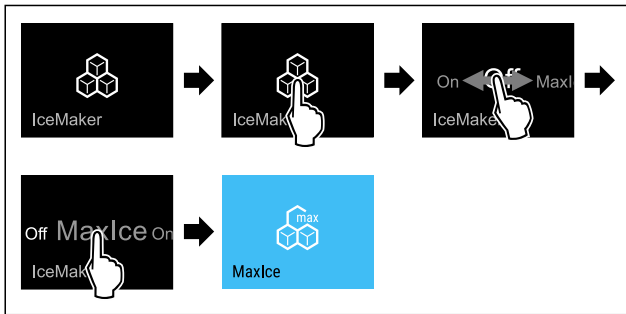 IceMaker
IceMak
On Off MaxI
IceMake
Off MaxIce On
IceMak
max
MaxIce